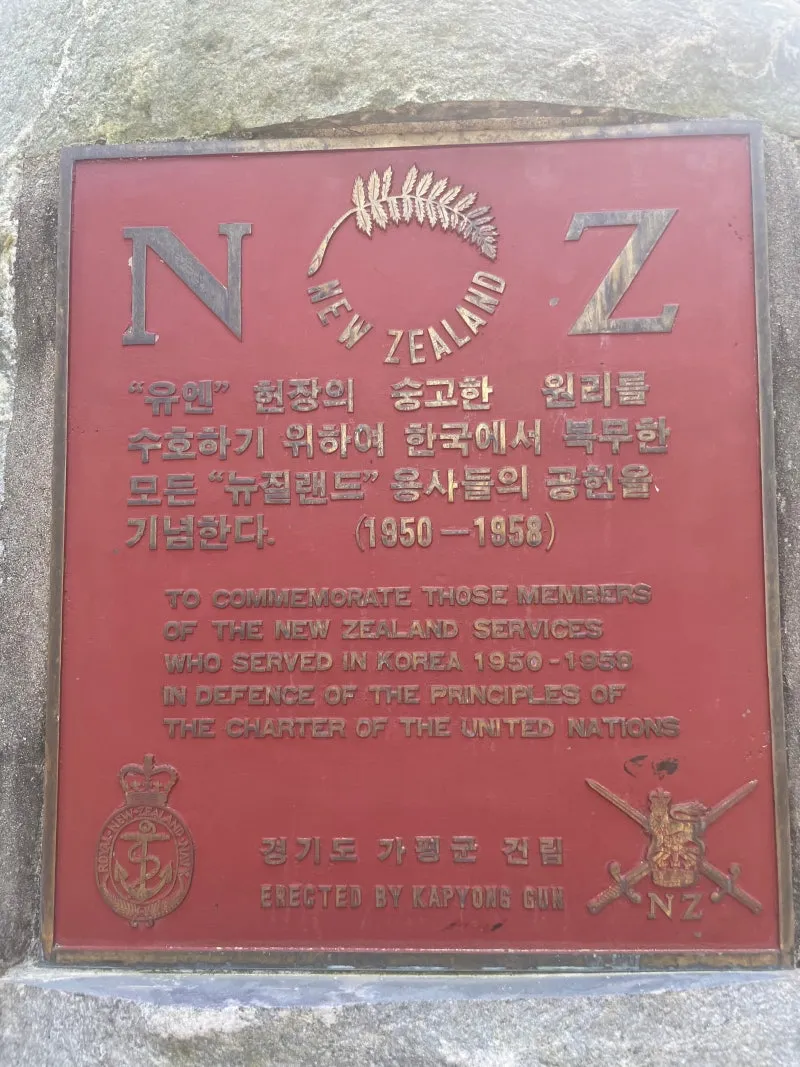 N Z
NEW ZEALAND
“유엔” 헌장의 숭고한 원리를
수호하기 위하여 한국에서 복무한
모든 “뉴질랜드” 용사들의 공헌을
기념한다. (1950—1958)
TO COMMEMORATE THOSE MEMBERS
OF THE NEW ZEALAND SERVICES
WHO SERVED IN KOREA 1950-1958
IN DEFENCE OF THE PRINCIPLES OF
THE CHARTER OF THE UNITED NATIONS
ROYAL NEW ZEALAND NAVY
NZ
경기도 가평군 건립
ERECTED BY KAPYONG GUN